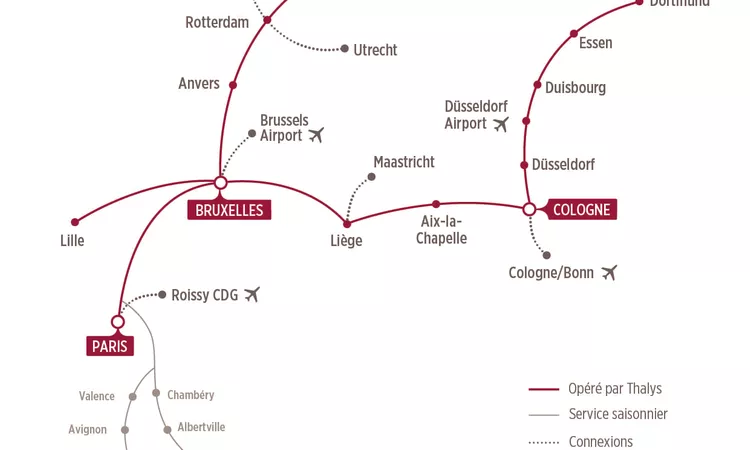 Dortmund
Rotterdam
Utrecht
Essen
Anvers
Duisbourg
Düsseldorf
Airport
Brussels
Airport
Maastricht
Düsseldorf
BRUXELLES
COLOGNE
Lille
Liège
Aix-la-
Chapelle
Cologne/Bonn
Roissy CDG
PARIS
Valence
Chambéry
Avignon
Albertville
Opéré par Thalys
Service saisonnier
Connexions